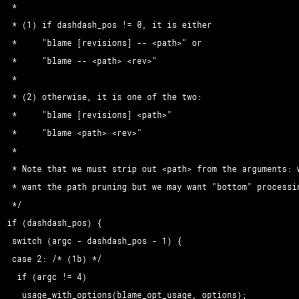 *
* (1) if dashdash_pos != 0, it is either
*     "blame [revisions] -- <path>" or
*     "blame -- <path> <rev>"
*
* (2) otherwise, it is one of the two:
*     "blame [revisions] <path>"
*     "blame <path> <rev>"
*
* Note that we must strip out <path> from the arguments:
* want the path pruning but we may want "bottom"
*/
if (dashdash_pos) {
switch (argc - dashdash_pos - 1) {
case 2: /* (1b) */
if (argc != 4)
usage_with_options(blame_opt_usage, options);